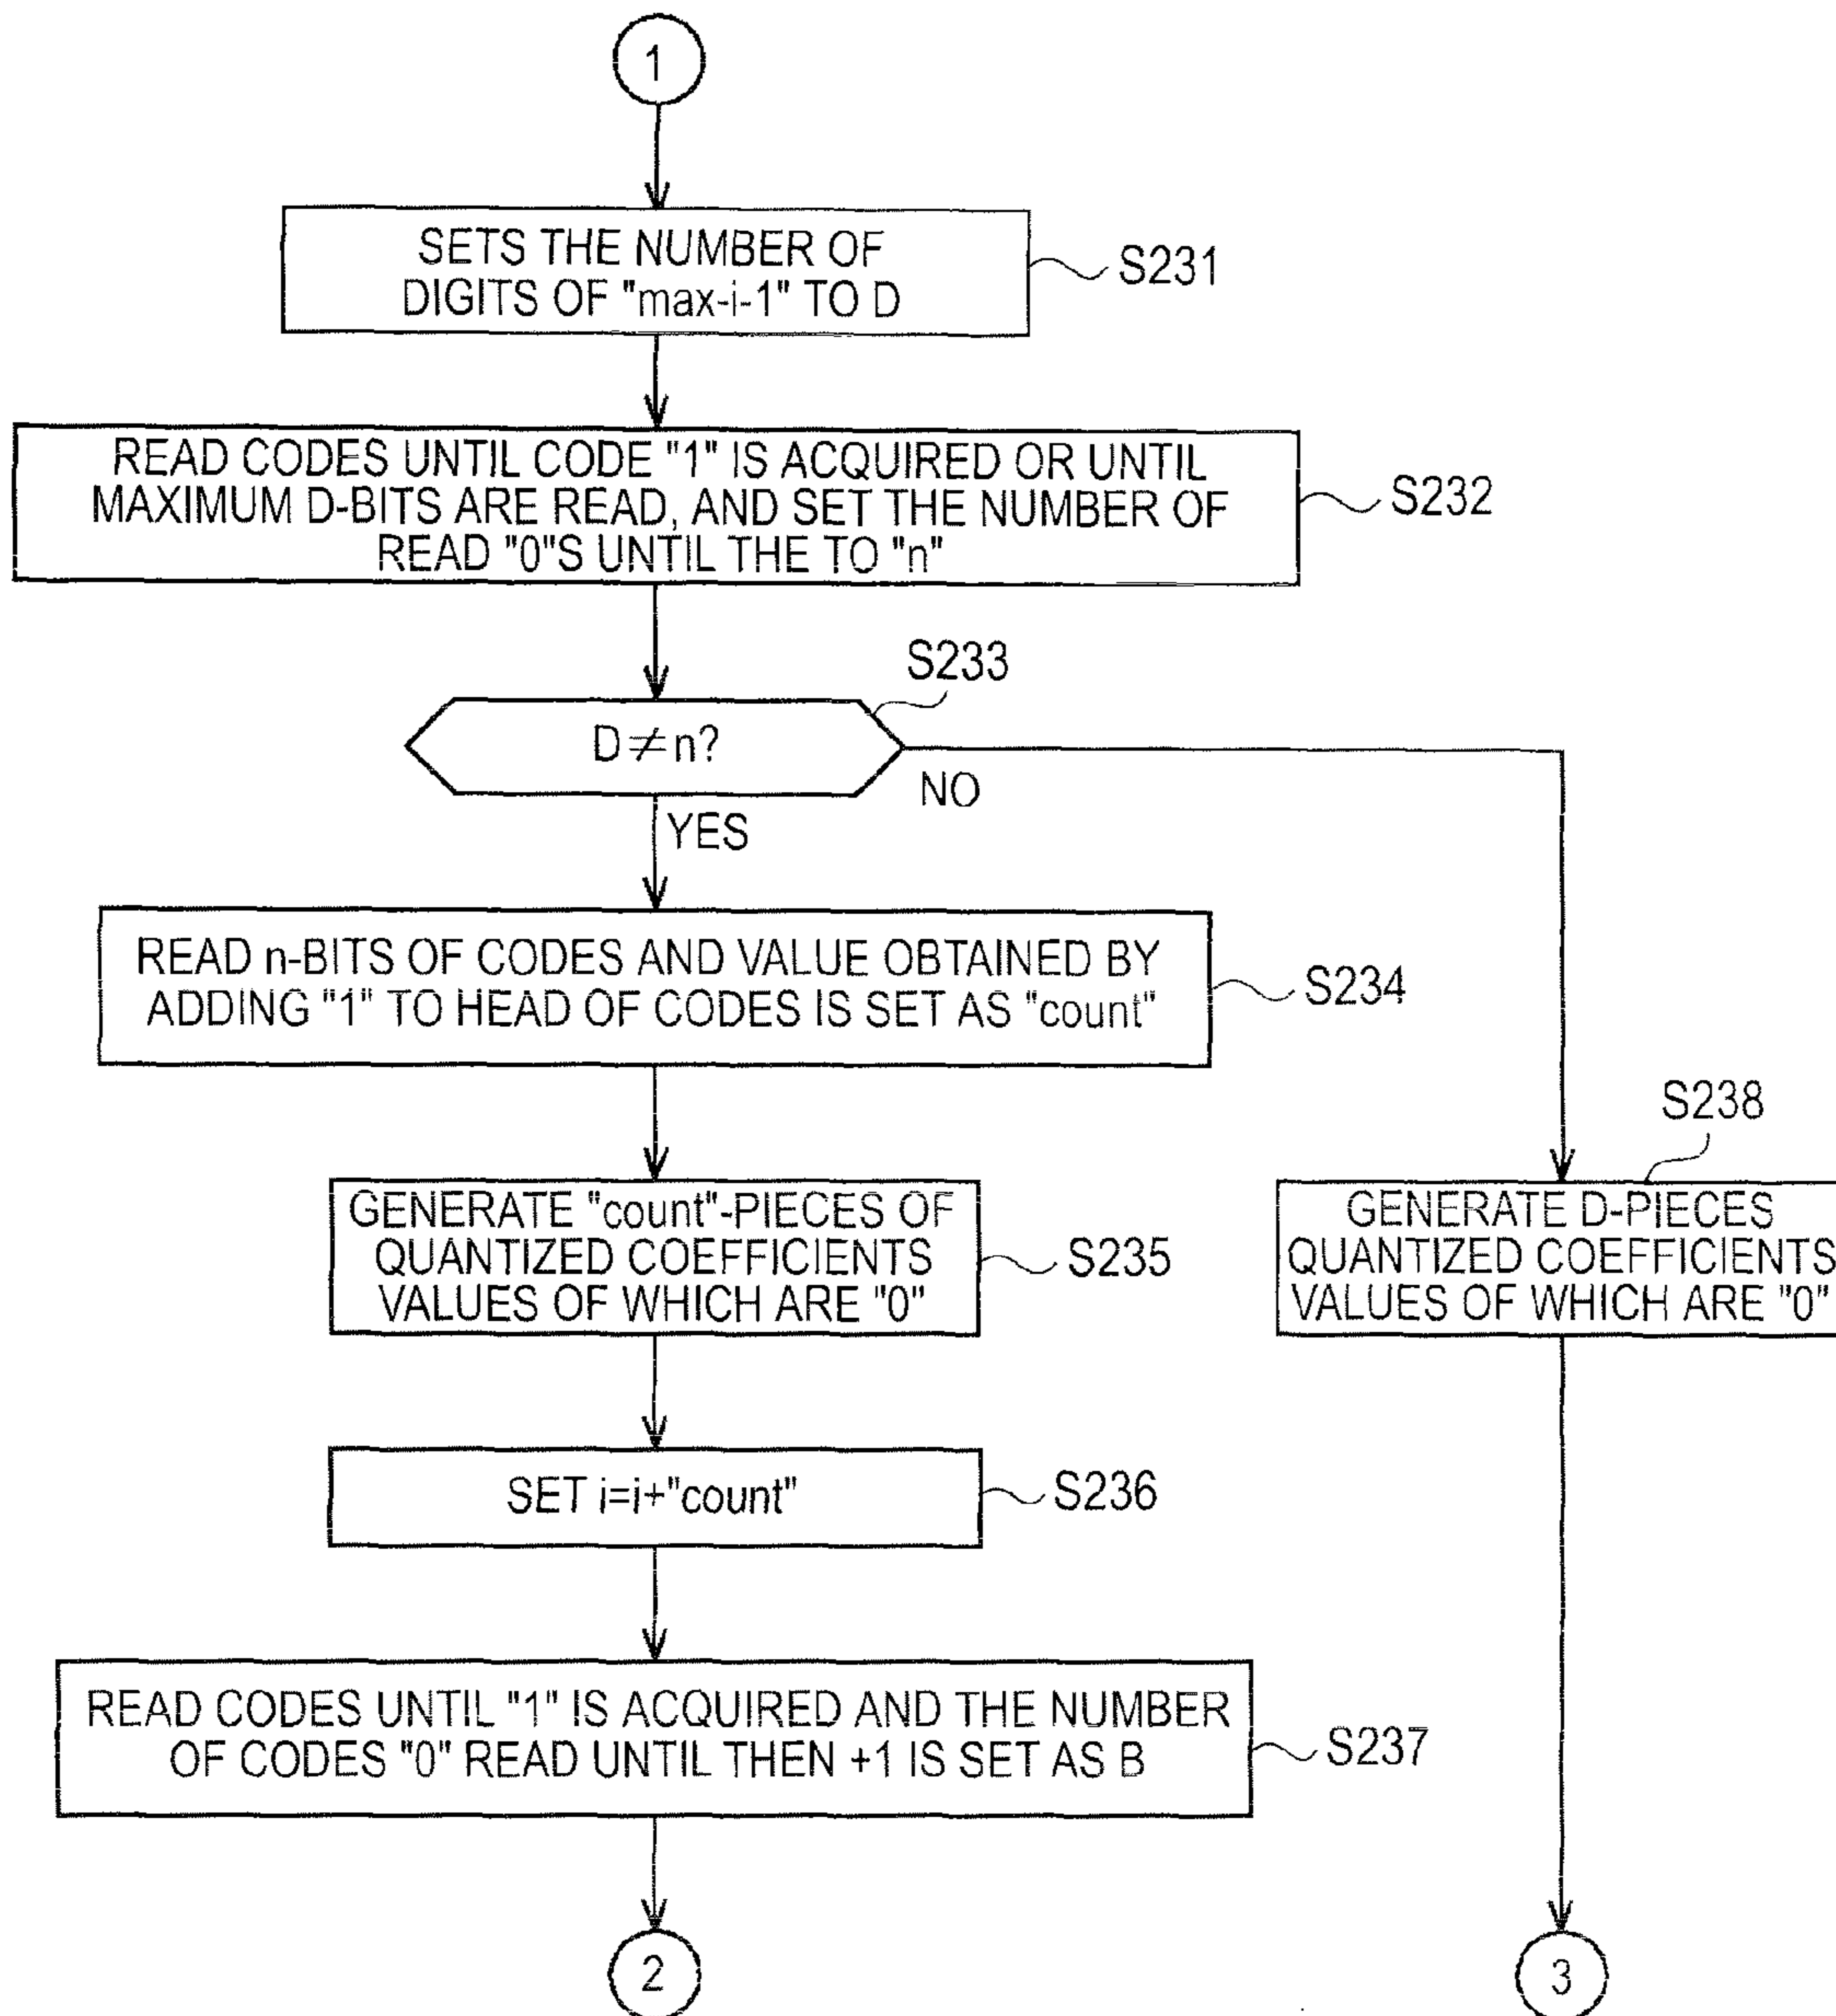 1
SETS THE NUMBER OF
DIGITS OF "max-i-1" TO D
S231
READ CODES UNTIL CODE "1" IS ACQUIRED OR UNTIL
MAXIMUM D-BITS ARE READ, AND SET THE NUMBER OF
READ "0"S UNTIL THE TO "n"
S232
S233
D≠n?
NO
YES
READ n-BITS OF CODES AND VALUE OBTAINED BY
ADDING "1" TO HEAD OF CODES IS SET AS "count"
S234
GENERATE "count"-PIECES OF
QUANTIZED COEFFICIENTS
VALUES OF WHICH ARE "0"
S235
S238
GENERATE D-PIECES
QUANTIZED COEFFICIENTS
VALUES OF WHICH ARE "0"
SET i=i+"count"
S236
READ CODES UNTIL "1" IS ACQUIRED AND THE NUMBER
OF CODES "0" READ UNTIL THEN +1 IS SET AS B
S237
2
3